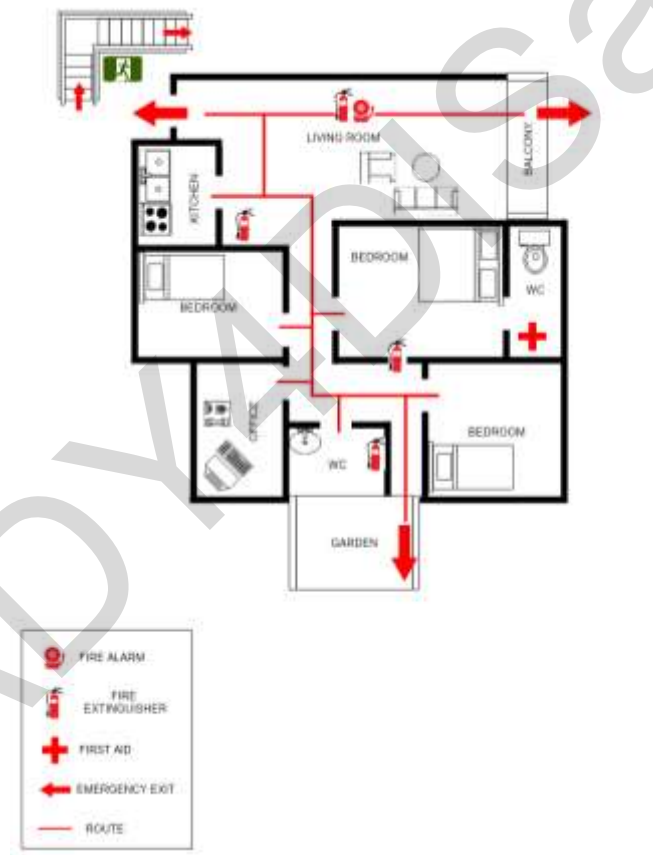 LIVING ROOM
BALCONY
KITCHEN
BEDROOM
BEDROOM
WC
OFFICE
BEDROOM
WC
GARDEN
FIRE ALARM
FIRE
EXTINGUISHER
FIRST AID
EMERGENCY EXIT
ROUTE